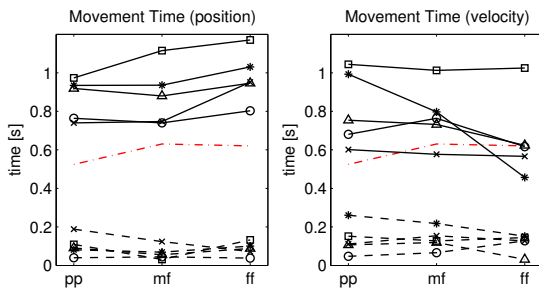 Movement Time (position)
time [s]
1
0.8
0.6
0.4
0.2
0
pp
mf
ff
Movement Time (velocity)
time [s]
1
0.8
0.6
0.4
0.2
0
pp
mf
ff